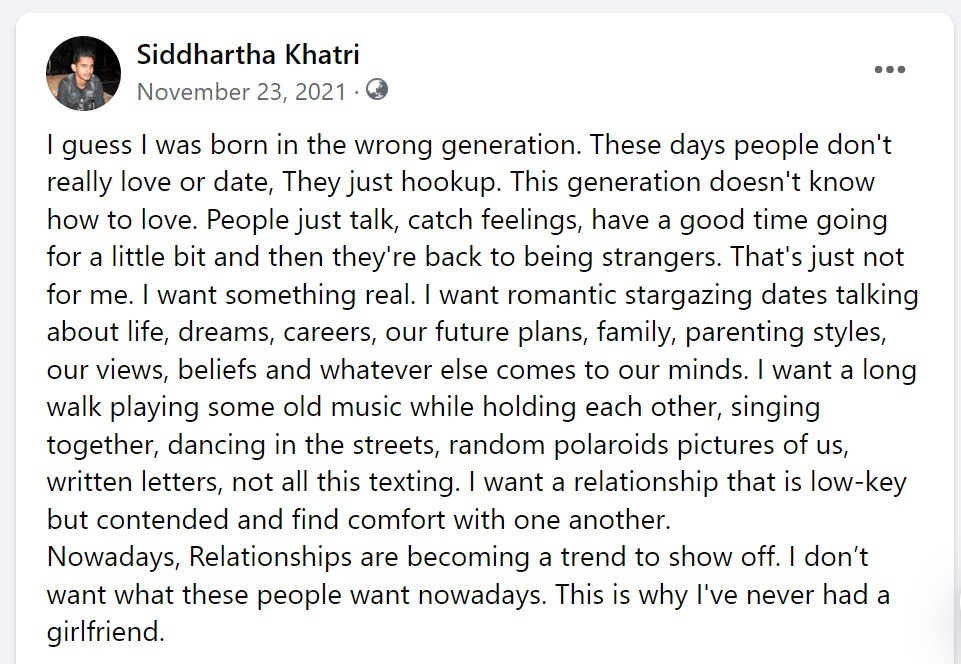 Siddhartha Khatri
November 23, 2021 ·
I guess I was born in the wrong generation. These days people don't
really love or date, They just hookup. This generation doesn't know
how to love. People just talk, catch feelings, have a good time going
for a little bit and then they're back to being strangers. That's just not
for me. I want something real. I want romantic stargazing dates talking
about life, dreams, careers, our future plans, family, parenting styles,
our views, beliefs and whatever else comes to our minds. I want a long
walk playing some old music while holding each other, singing
together, dancing in the streets, random polaroids pictures of us,
written letters, not all this texting. I want a relationship that is low-key
but contended and find comfort with one another.
Nowadays, Relationships are becoming a trend to show off. I don’t
want what these people want nowadays. This is why I've never had a
girlfriend.